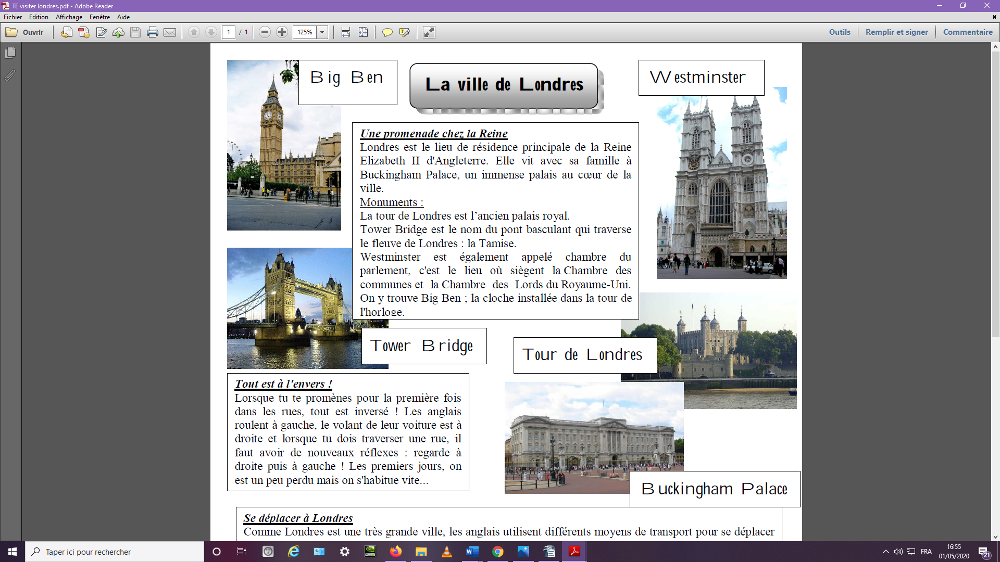 TE visiter londres.pdf - Adobe Reader
Fichier Edition Affichage Fenêtre Aide
Ouvrir
1 / 1
125%
Outils
Remplir et signer
Commentaire
Big Ben
La ville de Londres
Westminster
Une promenade chez la Reine
Londres est le lieu de résidence principale de la Reine
Elizabeth II d'Angleterre. Elle vit avec sa famille à
Buckingham Palace, un immense palais au cœur de la
ville.
Monuments :
La tour de Londres est l’ancien palais royal.
Tower Bridge est le nom du pont basculant qui traverse
le fleuve de Londres : la Tamise.
Westminster est également appelé chambre du
parlement, c'est le lieu où siègent la Chambre des
communes et la Chambre des Lords du Royaume-Uni.
On y trouve Big Ben ; la cloche installée dans la tour de
l'horloge.
Tower Bridge
Tour de Londres
Tout est à l'envers !
Lorsque tu te promènes pour la première fois
dans les rues, tout est inversé ! Les anglais
roulent à gauche, le volant de leur voiture est à
droite et lorsque tu dois traverser une rue, il
faut avoir de nouveaux réflexes : regarde à
droite puis à gauche ! Les premiers jours, on
est un peu perdu mais on s'habitue vite...
Buckingham Palace
Se déplacer à Londres
Comme Londres est une très grande ville, les anglais utilisent différents moyens de transport pour se déplacer
Taper ici pour rechercher
FRA
16:55
01/05/2020
21